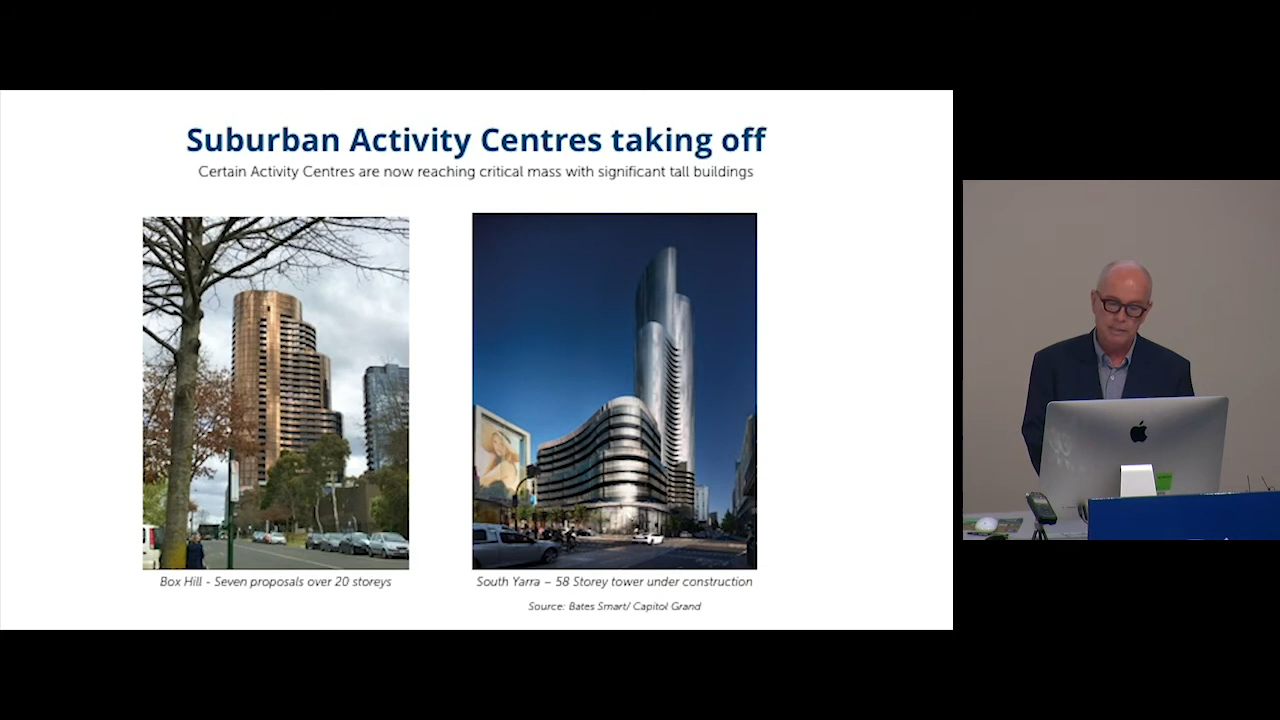 Suburban Activity Centres taking off
Certain Activity Centres are now reaching critical mass with significant tall buildings
Box Hill - Seven proposals over 20 storeys
South Yarra – 58 Storey tower under construction
Source: Bates Smart/ Capitol Grand